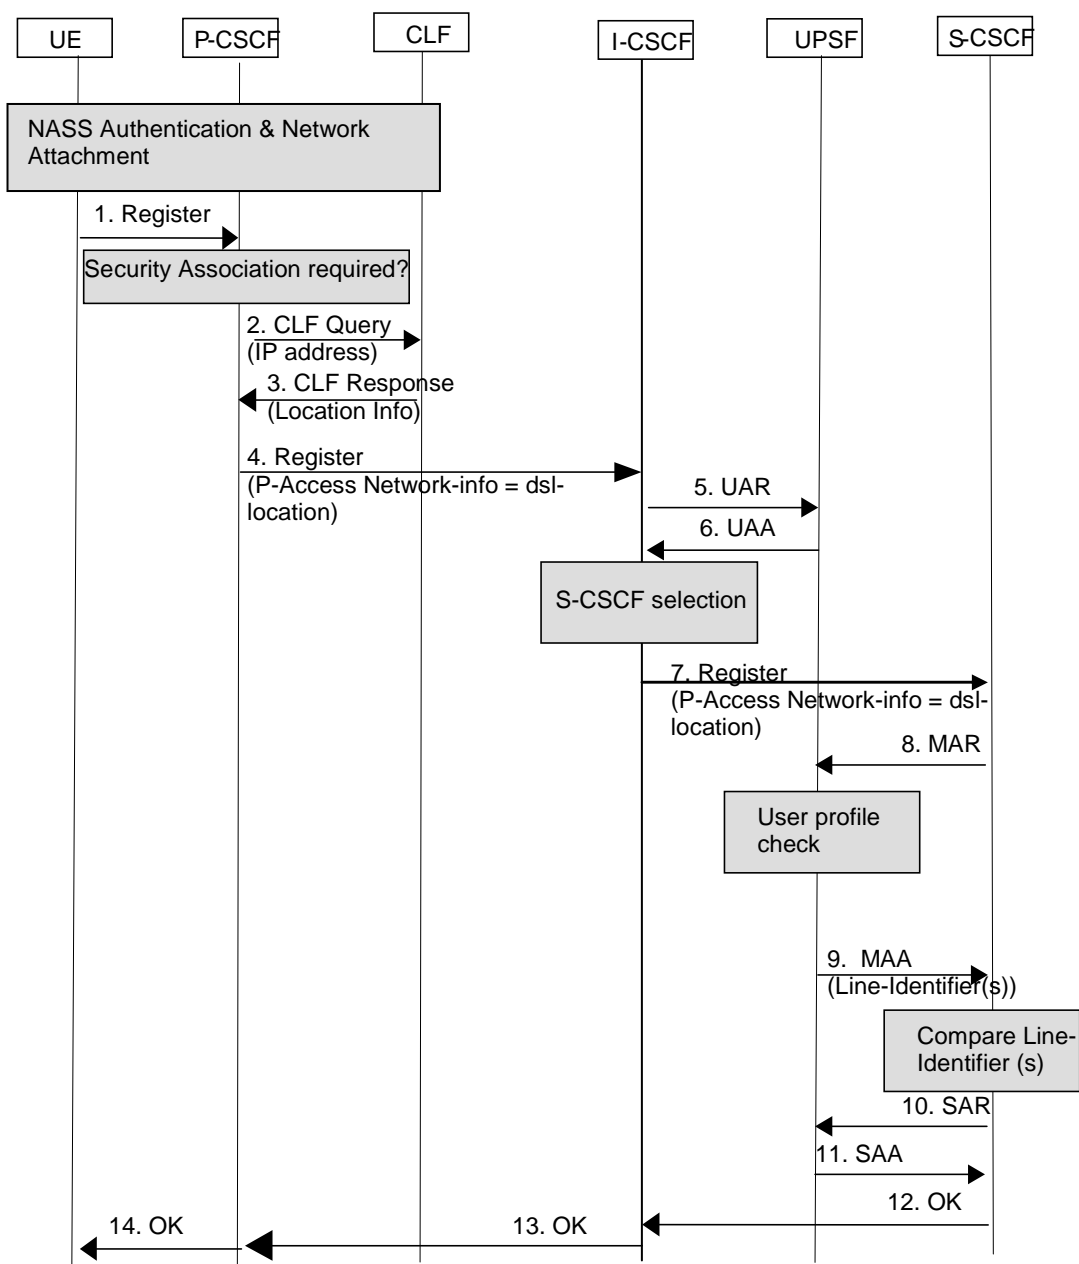 UE
P-CSCF
CLF
I-CSCF
UPSF
S-CSCF
NASS Authentication & Network
Attachment
1. Register
Security Association required?
2. CLF Query
(IP address)
3. CLF Response
(Location Info)
4. Register
(P-Access Network-info = dsl-
location)
5. UAR
6. UAA
S-CSCF selection
7. Register
(P-Access Network-info = dsl-
location)
8. MAR
User profile
check
9. MAA
(Line-Identifier(s))
Compare Line-
Identifier (s)
10. SAR
11. SAA
12. OK
13. OK
14. OK